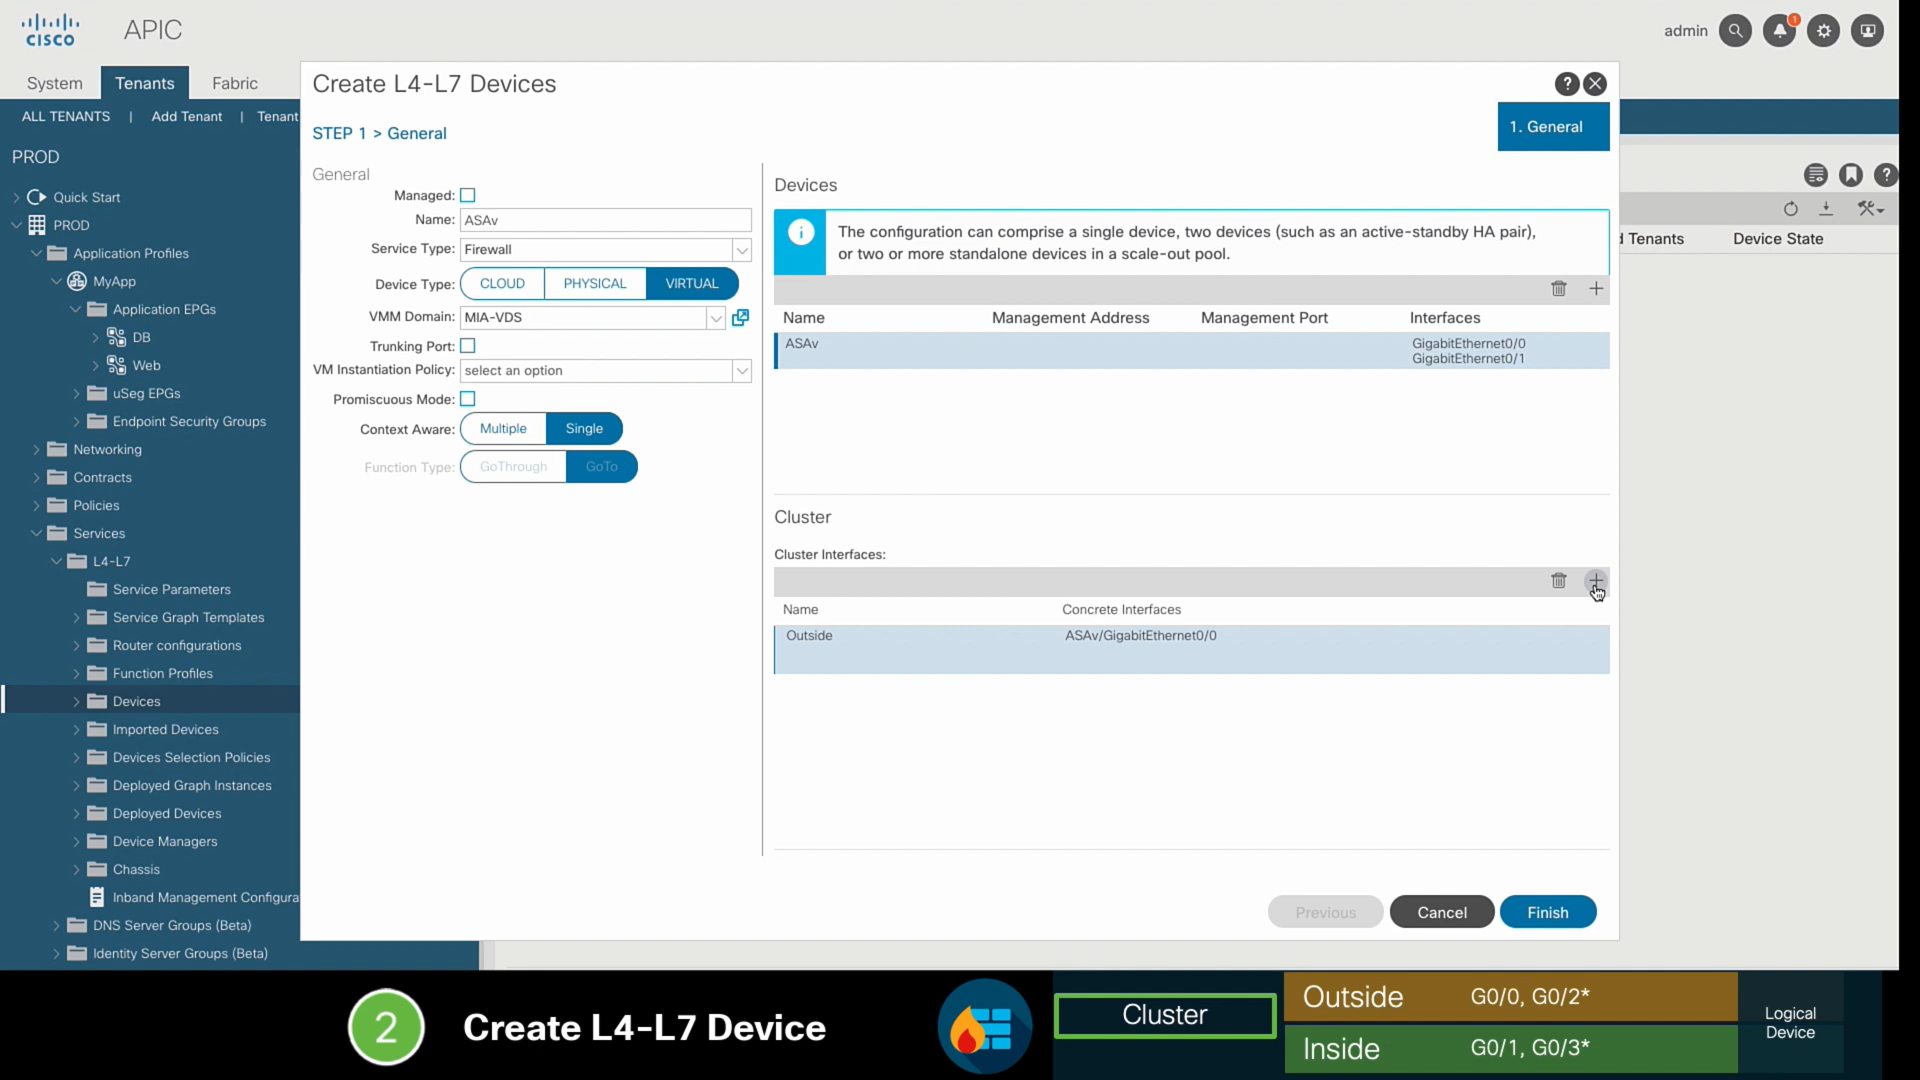 CISCO
APIC
admin
1
System
Tenants
Fabric
ALL TENANTS | Add Tenant | Tenant
PROD
Quick Start
PROD
Application Profiles
MyApp
Application EPGs
DB
Web
uSeg EPGs
Endpoint Security Groups
Networking
Contracts
Policies
Services
L4-L7
Service Parameters
Service Graph Templates
Router configurations
Function Profiles
Devices
Imported Devices
Devices Selection Policies
Deployed Graph Instances
Deployed Devices
Device Managers
Chassis
Inband Management Configura
DNS Server Groups (Beta)
Identity Server Groups (Beta)
Create L4-L7 Devices
STEP 1 > General
1. General
General
Managed:
Name: ASAv
Service Type: Firewall
Device Type: CLOUD PHYSICAL VIRTUAL
VMM Domain: MIA-VDS
Trunking Port:
VM Instantiation Policy: select an option
Promiscuous Mode:
Context Aware: Multiple Single
Function Type: GoThrough GoTo
Devices
The configuration can comprise a single device, two devices (such as an active-standby HA pair),
or two or more standalone devices in a scale-out pool.
Name Management Address Management Port Interfaces
ASAv GigabitEthernet0/0
GigabitEthernet0/1
Cluster
Cluster Interfaces:
Name Concrete Interfaces
Outside ASAv/GigabitEthernet0/0
Previous Cancel Finish
d Tenants Device State
2 Create L4-L7 Device
Cluster
Outside G0/0, G0/2*
Inside G0/1, G0/3*
Logical
Device